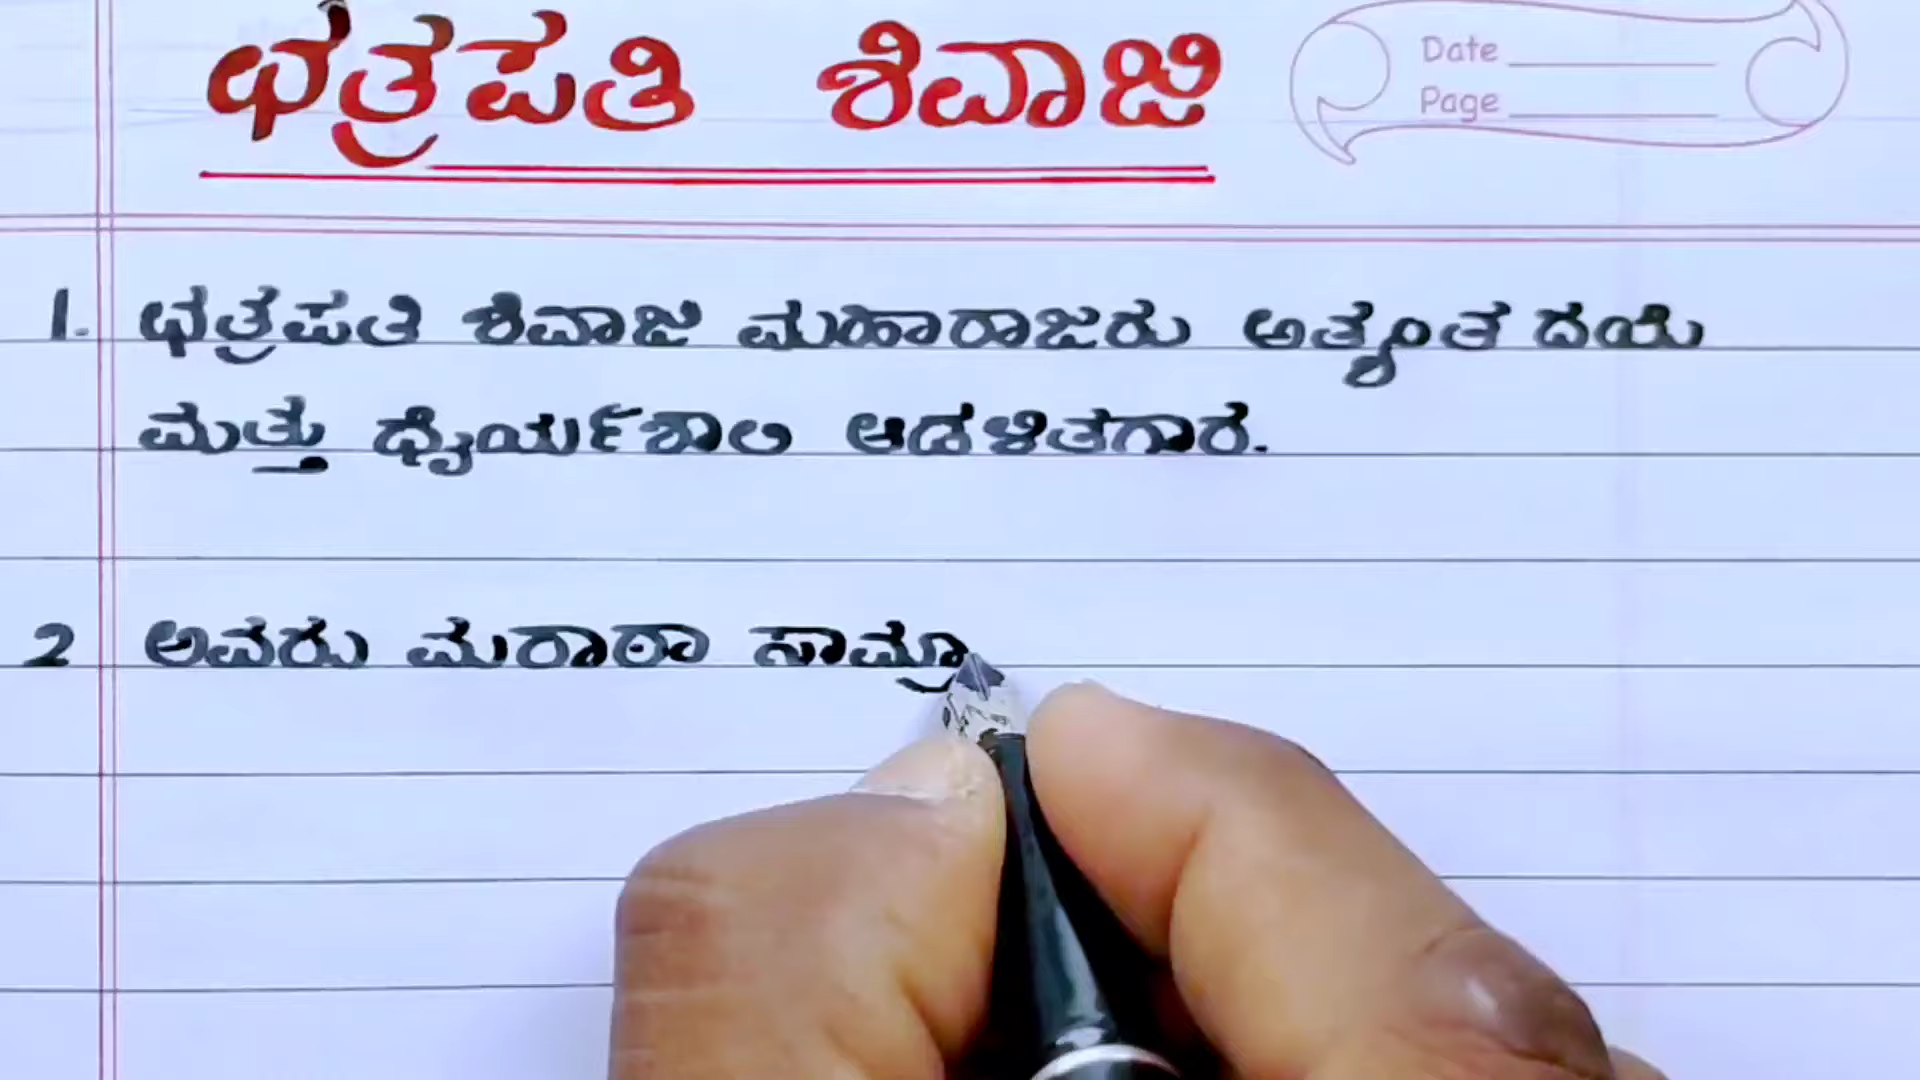 ಛತ್ರಪತಿ ಶಿವಾಜಿ
Date
Page
1. ಛತ್ರಪತಿ ಶಿವಾಜಿ ಮಹಾರಾಜರು ಅತ್ಯಂತ ದಯೆ
ಮತ್ತು ಧೈರ್ಯಶಾಲಿ ಆಡಳಿತಗಾರ.
2 ಅವರು ಮರಾಠಾ ಸಾಮ್ರಾ